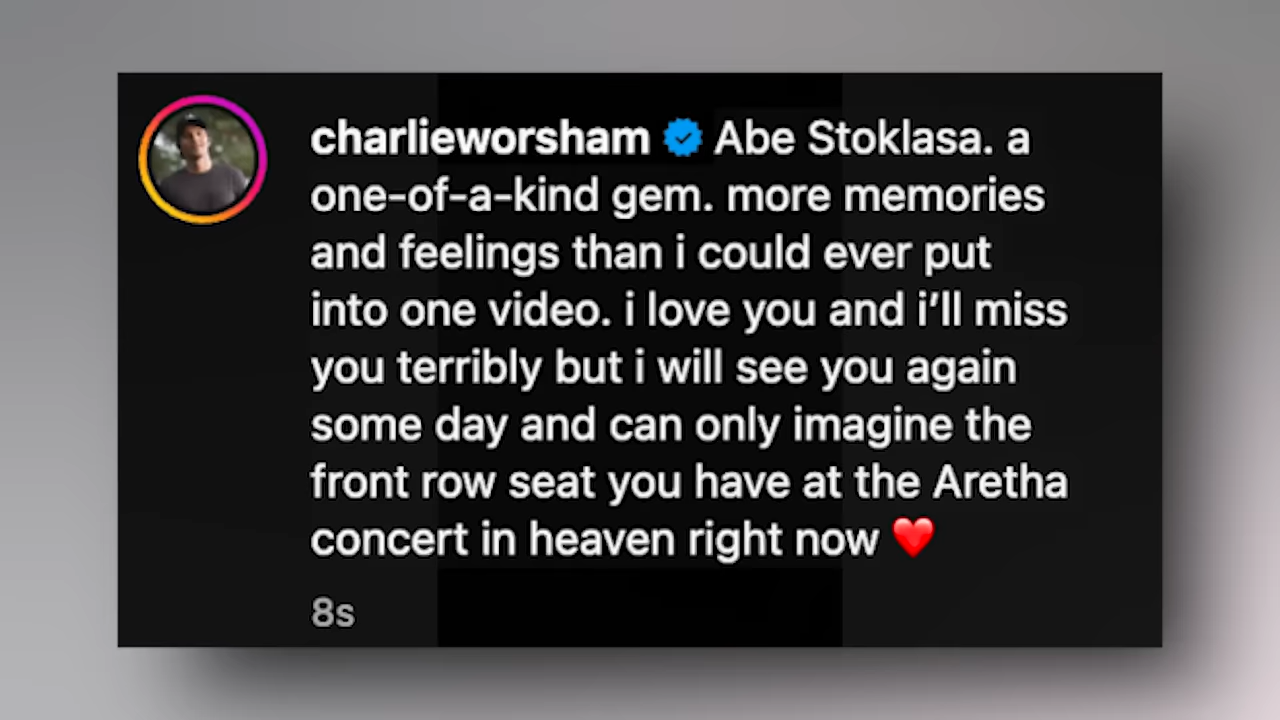 charlieworsham Abe Stoklasa. a
one-of-a-kind gem. more memories
and feelings than i could ever put
into one video. i love you and i’ll miss
you terribly but i will see you again
some day and can only imagine the
front row seat you have at the Aretha
concert in heaven right now ❤️
8s